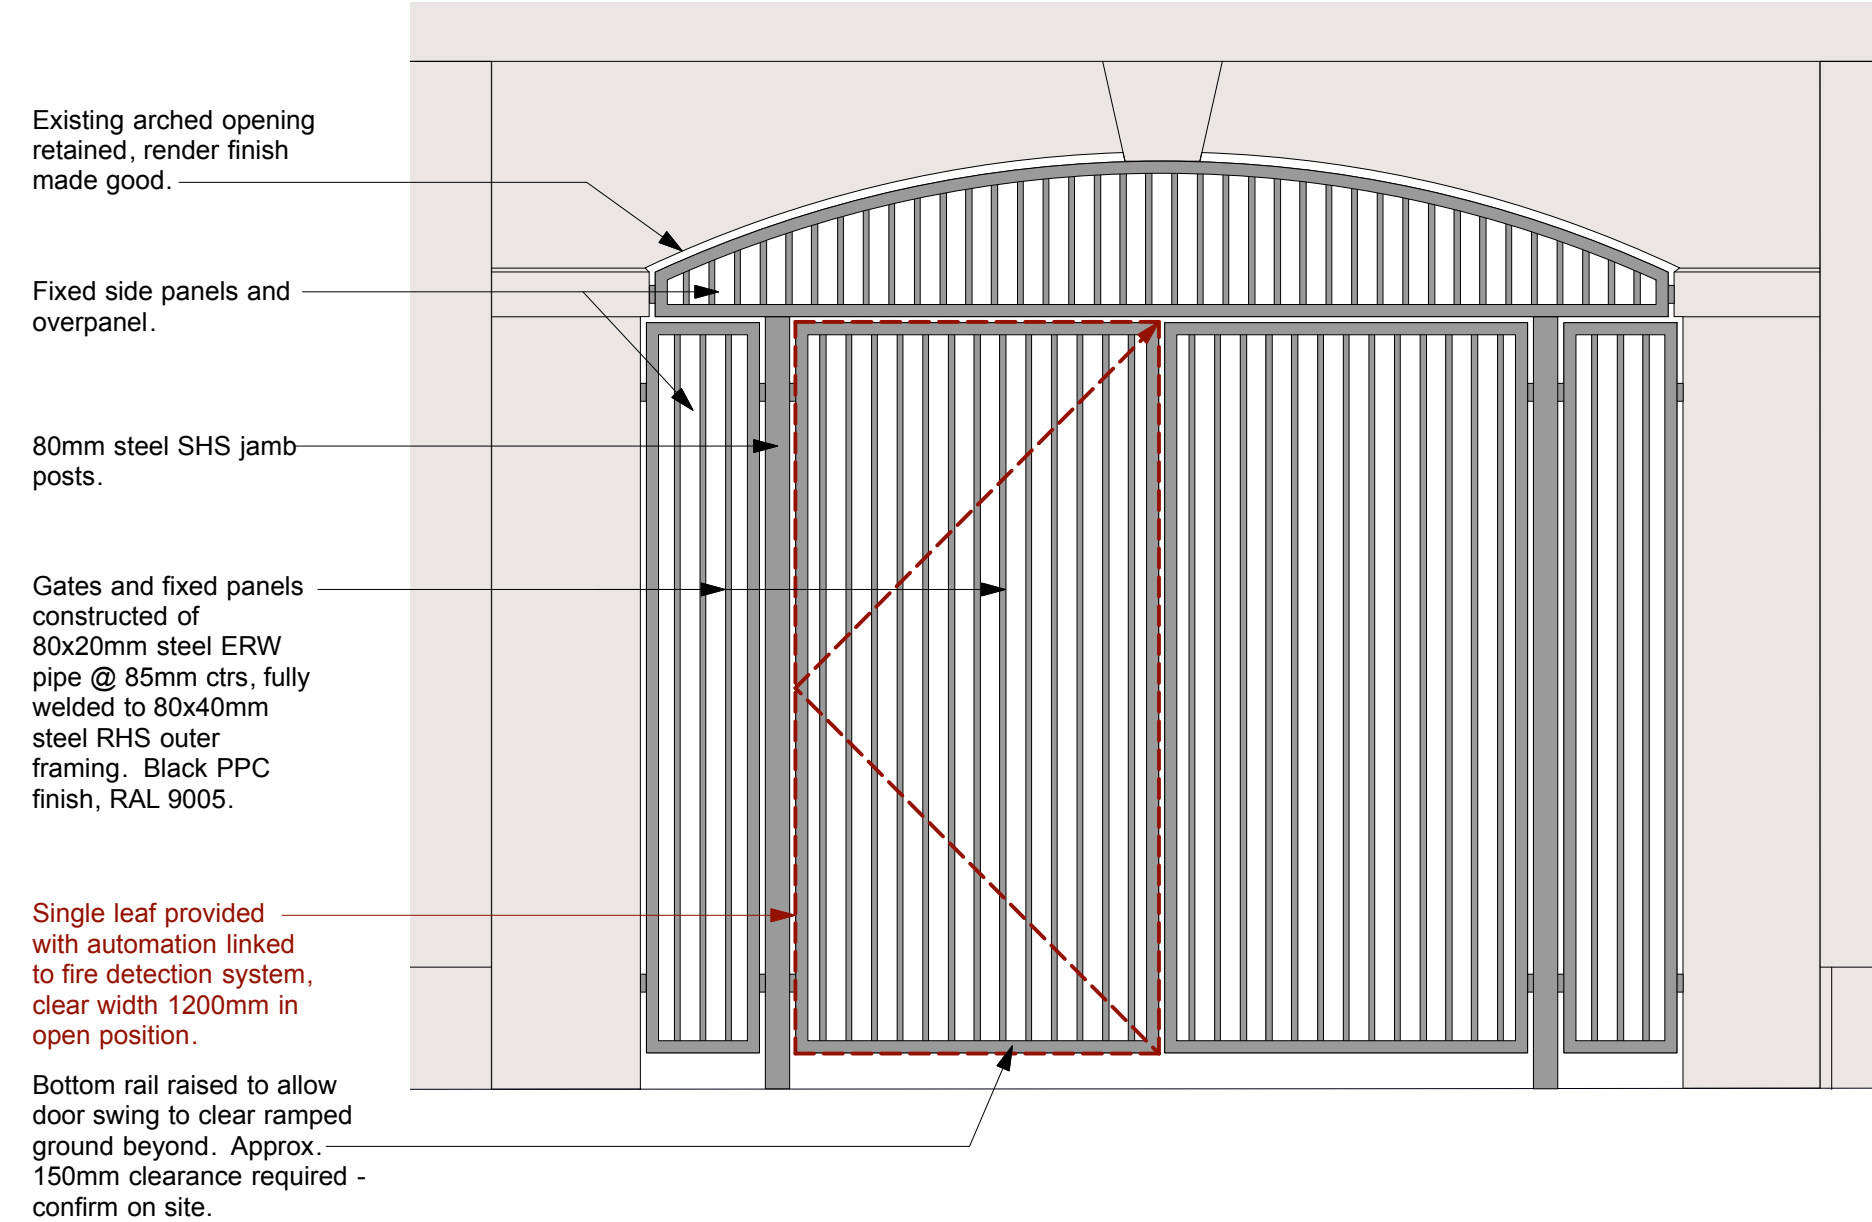 Existing arched opening
retained, render finish
made good.
Fixed side panels and
overpanel.
80mm steel SHS jamb
posts.
Gates and fixed panels
constructed of
80x20mm steel ERW
pipe @ 85mm ctrs, fully
welded to 80x40mm
steel RHS outer
framing.  Black PPC
finish, RAL 9005.
Single leaf provided
with automation linked
to fire detection system,
clear width 1200mm in
open position.
Bottom rail raised to allow
door swing to clear ramped
ground beyond.  Approx.
150mm clearance required -
confirm on site.